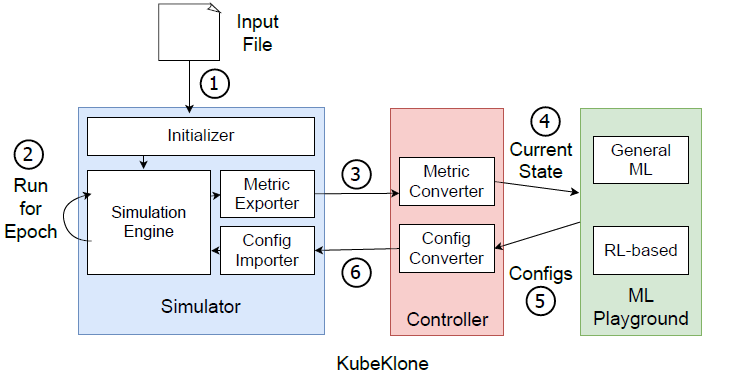 Input
File
1
Initializer
2
Run
for
Epoch
Simulation
Engine
Metric
Exporter
Config
Importer
Simulator
3
6
Metric
Converter
Config
Converter
Controller
4
Current
State
Configs
5
General
ML
RL-based
ML
Playground
KubeKlone